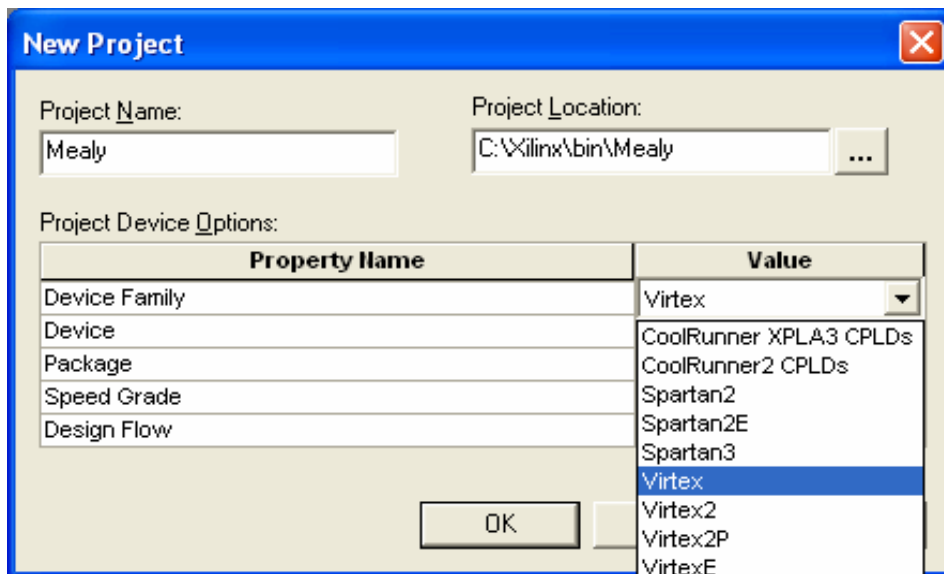 New Project
Project Name:
Project Location:
Mealy
C:\Xilinx\bin\Mealy
...
Project Device Options:
Property Name
Value
Device Family
Virtex
Device
CoolRunner XPLA3 CPLDs
CoolRunner2 CPLDs
Package
Spartan2
Speed Grade
Spartan2E
Design Flow
Spartan3
Virtex
Virtex2
OK
Virtex2P
VirtexE